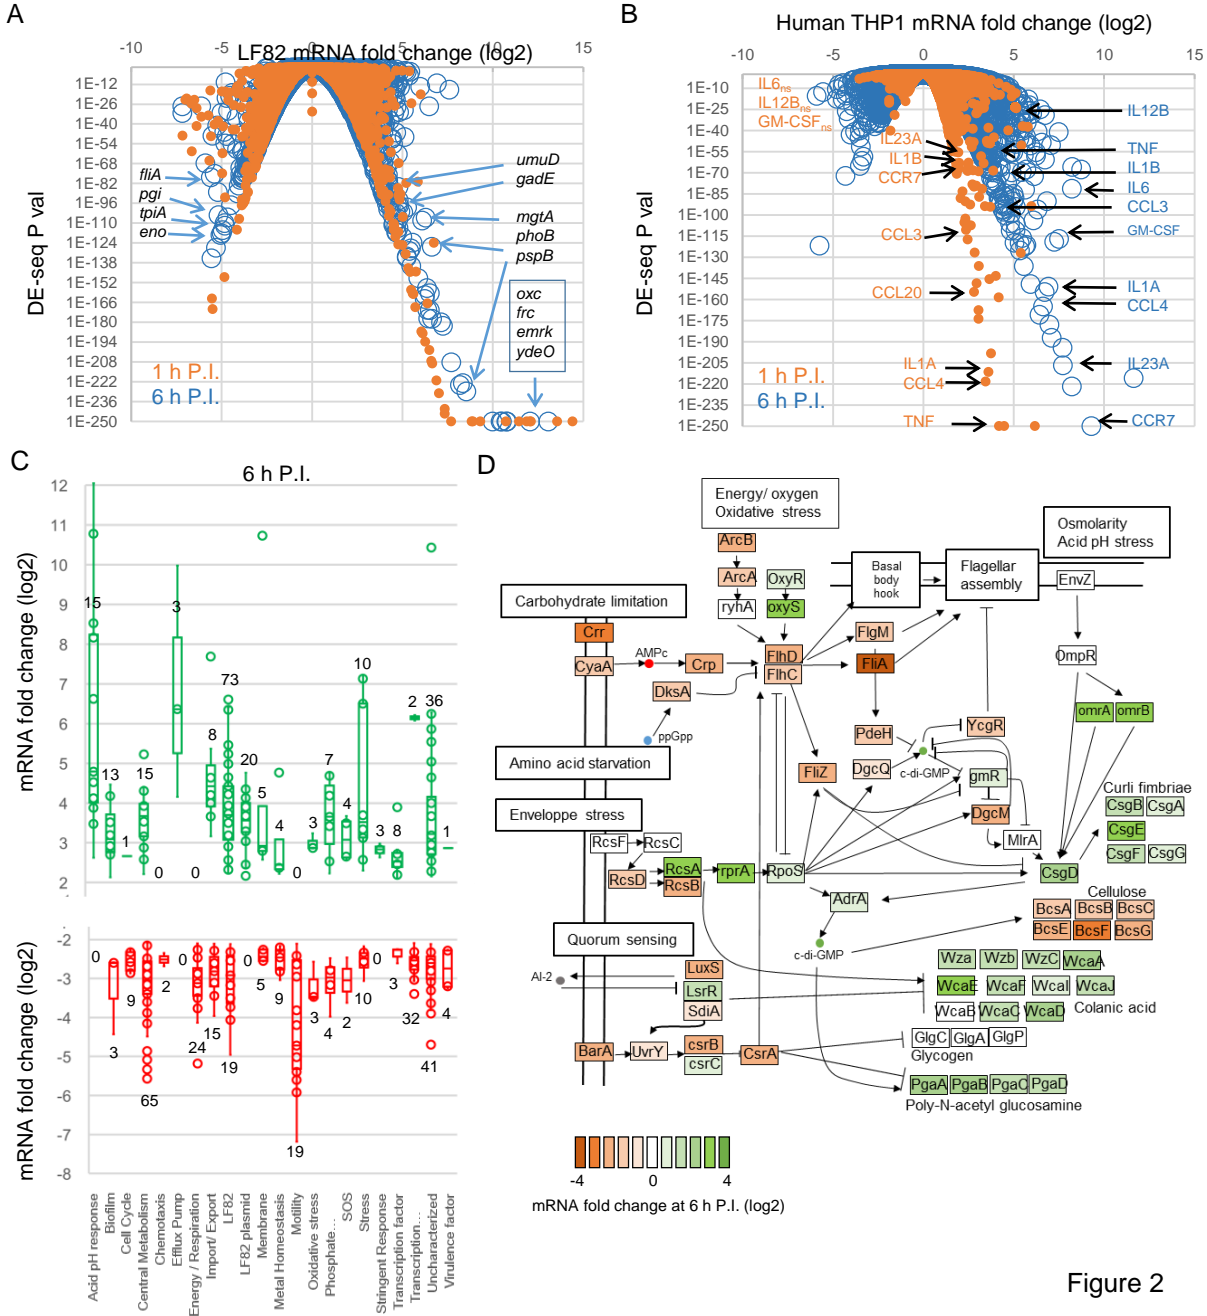 A
LF82 mRNA fold change (log2)
-10 -5 0 5 10 15
DE-seq P val
1E-12
1E-26
1E-40
1E-54
1E-68
1E-82
1E-96
1E-110
1E-124
1E-138
1E-152
1E-166
1E-180
1E-194
1E-208
1E-222
1E-236
1E-250
fliA
pgi
tpiA
eno
umuD
gadE
mgtA
phoB
pspB
oxc
frc
emrk
ydeO
1 h P.I.
6 h P.I.
B
Human THP1 mRNA fold change (log2)
-10 -5 0 5 10 15
DE-seq P val
1E-10
1E-25
1E-40
1E-55
1E-70
1E-85
1E-100
1E-115
1E-130
1E-145
1E-160
1E-175
1E-190
1E-205
1E-220
1E-235
1E-250
IL6ns
IL12Bns
GM-CSFns
IL23A
IL1B
CCR7
CCL3
CCL20
IL1A
CCL4
TNF
IL12B
TNF
IL1B
IL6
CCL3
GM-CSF
IL1A
CCL4
IL23A
CCR7
1 h P.I.
6 h P.I.
C
6 h P.I.
mRNA fold change (log2)
12
11
10
9
8
7
6
5
4
3
2
15
13
1
15
0
3
0
8
73
20
5
4
0
3
7
4
10
3
8
2
36
1
mRNA fold change (log2)
-2
-3
-4
-5
-6
-7
-8
0
3
9
65
2
0
24
15
19
0
5
9
19
3
4
2
10
0
3
32
41
4
Acid pH response
Biofilm
Cell Cycle
Central Metabolism
Chemotaxis
Efflux Pump
Energy / Respiration
Import/ Export
LF82
LF82 plasmid
Membrane
Metal Homeostasis
Motility
Oxidative stress
Phosphate...
SOS
Stress
Stringent Response
Transcription factor
Transcription...
Uncharacterized
Virulence factor
D
Energy/ oxygen
Oxidative stress
Osmolarity
Acid pH stress
Carbohydrate limitation
Basal
body
hook
Flagellar
assembly
ArcB
ArcA
ryhA
OxyR
oxyS
EnvZ
OmpR
Crr
CyaA
AMPc
Crp
DksA
ppGpp
FlhD
FlhC
FlgM
FliA
PdeH
YcgR
omrA omrB
Amino acid starvation
FliZ
DgcQ
c-di-GMP
gmR
DgcM
MlrA
Curli fimbriae
CsgB CsgA
CsgE
CsgF CsgG
CsgD
Enveloppe stress
RcsF
RcsC
RcsD
RcsA
RcsB
rprA
RpoS
AdrA
c-di-GMP
Cellulose
BcsA BcsB BcsC
BcsE BcsF BcsG
Quorum sensing
AI-2
LuxS
LsrR
SdiA
BarA
UvrY
csrB
csrC
CsrA
Wza Wzb WzC WcaA
WcaE WcaF WcaI WcaJ
WcaB WcaC WcaD
Colanic acid
GlgC GlgA GlgP
Glycogen
PgaA PgaB PgaC PgaD
Poly-N-acetyl glucosamine
-4 0 4
mRNA fold change at 6 h P.I. (log2)
Figure 2